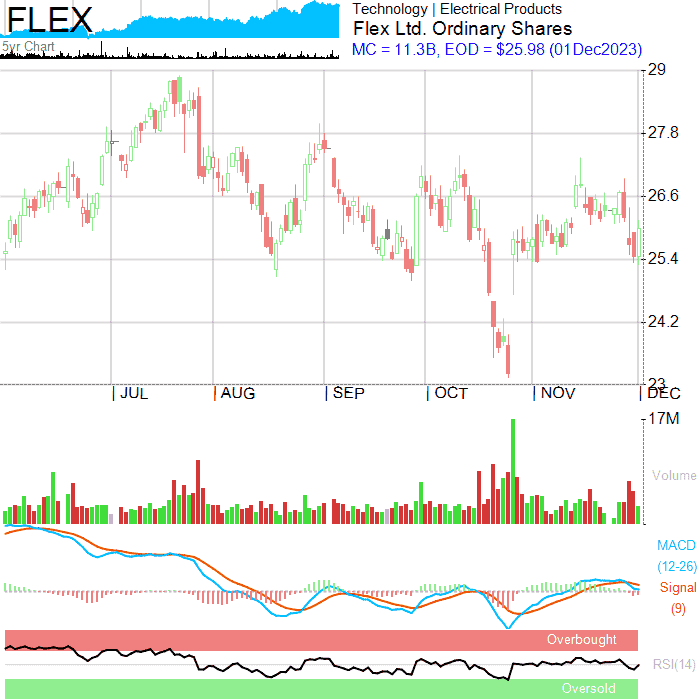 FLEX
5yr Chart
Technology | Electrical Products
Flex Ltd. Ordinary Shares
MC = 11.3B, EOD = $25.98 (01Dec2023)
29
27.8
26.6
25.4
24.2
23
JUL AUG SEP OCT NOV DEC
17M
Volume
MACD
(12-26)
Signal
(9)
Overbought
RSI(14)
Oversold